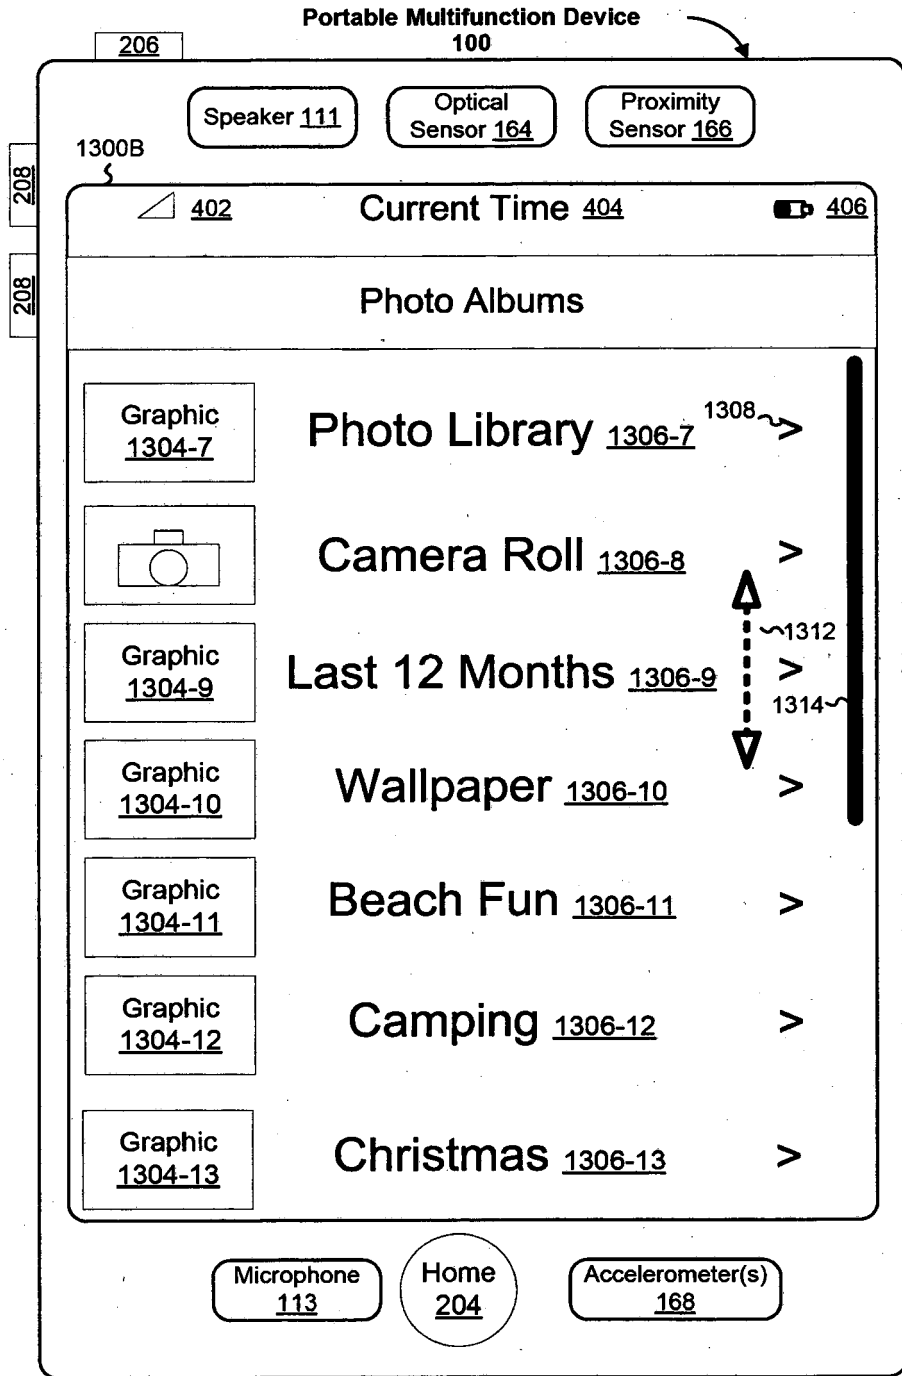 Portable Multifunction Device
100
206
Speaker 111
Optical
Sensor 164
Proximity
Sensor 166
1300B
208
208
402
Current Time 404
406
Photo Albums
Graphic
1304-7
Photo Library 1306-7
1308
>
Camera Roll 1306-8
>
1312
Graphic
1304-9
Last 12 Months 1306-9
>
1314
Graphic
1304-10
Wallpaper 1306-10
>
Graphic
1304-11
Beach Fun 1306-11
>
Graphic
1304-12
Camping 1306-12
>
Graphic
1304-13
Christmas 1306-13
>
Microphone
113
Home
204
Accelerometer(s)
168